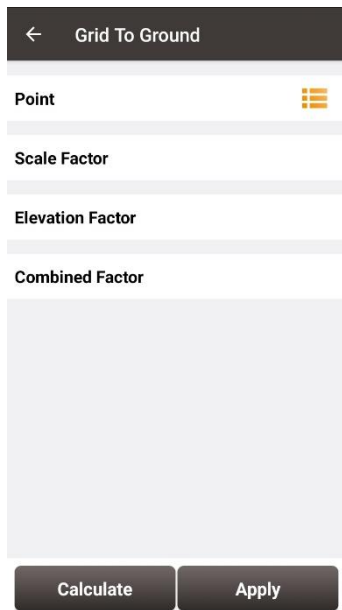 Grid To Ground
Point
Scale Factor
Elevation Factor
Combined Factor
Calculate Apply